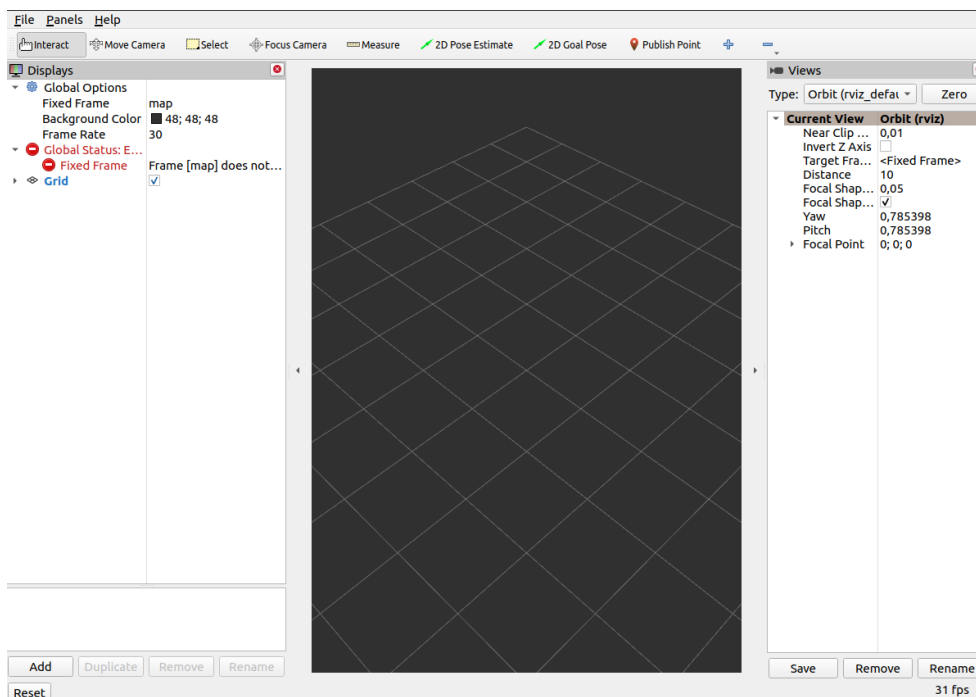 File Panels Help
Interact Move Camera Select Focus Camera Measure 2D Pose Estimate 2D Goal Pose Publish Point
Displays
Global Options
Fixed Frame map
Background Color 48; 48; 48
Frame Rate 30
Global Status: E...
Fixed Frame Frame [map] does not...
Grid
Add Duplicate Remove Rename
Reset
Views
Type: Orbit (rviz_defau Zero
Current View Orbit (rviz)
Near Clip ... 0,01
Invert Z Axis
Target Fra... <Fixed Frame>
Distance 10
Focal Shap... 0,05
Focal Shap...
Yaw 0,785398
Pitch 0,785398
Focal Point 0; 0; 0
Save Remove Rename
31 fps